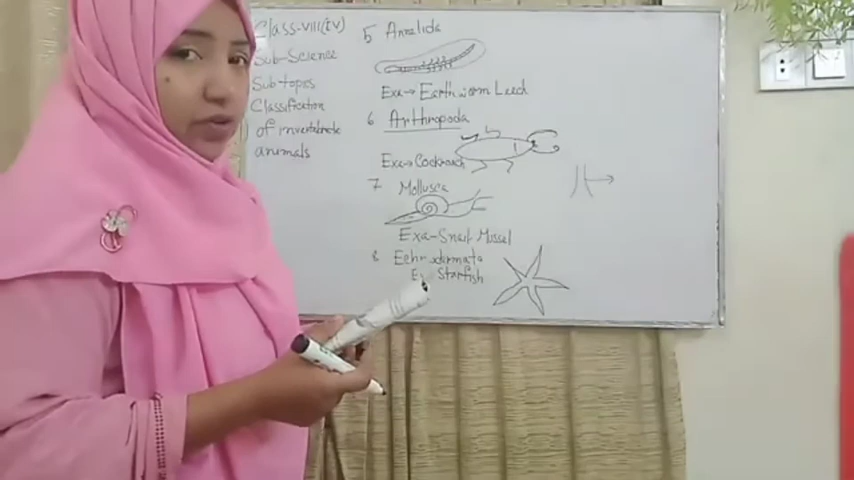 Class-VIII(IV)
Sub-Science
Sub-topics
Classification
of invertebrate
animals
5 Annelida
Exa→ Earthworm Leech
6 Arthropoda
Exa→ Cockroach
7 Mollusca
Exa-Snail Mussel
8 Echinodermata
Ex Starfish